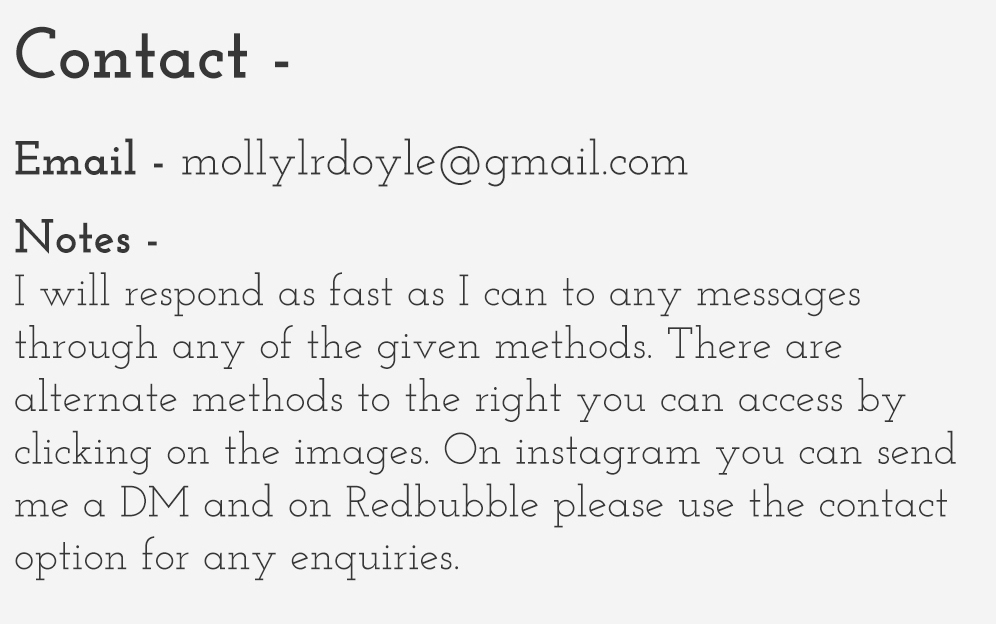 Contact -
Email - mollylrdoyle@gmail.com
Notes -
I will respond as fast as I can to any messages
through any of the given methods. There are
alternate methods to the right you can access by
clicking on the images. On instagram you can send
me a DM and on Redbubble please use the contact
option for any enquiries.